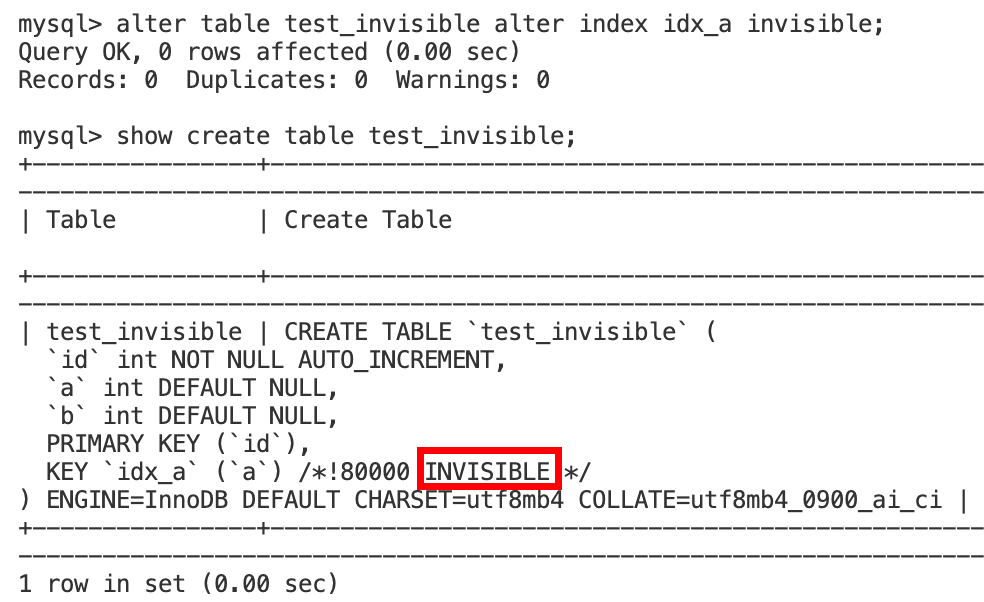 mysql> alter table test_invisible alter index idx_a invisible;
Query OK, 0 rows affected (0.00 sec)
Records: 0  Duplicates: 0  Warnings: 0
mysql> show create table test_invisible;
+----------------+---------------------------------------------------
---------------------------------------------------------------------
| Table          | Create Table
+----------------+---------------------------------------------------
---------------------------------------------------------------------
| test_invisible | CREATE TABLE `test_invisible` (
  `id` int NOT NULL AUTO_INCREMENT,
  `a` int DEFAULT NULL,
  `b` int DEFAULT NULL,
  PRIMARY KEY (`id`),
  KEY `idx_a` (`a`) /*!80000 INVISIBLE */
) ENGINE=InnoDB DEFAULT CHARSET=utf8mb4 COLLATE=utf8mb4_0900_ai_ci |
+----------------+---------------------------------------------------
---------------------------------------------------------------------
1 row in set (0.00 sec)